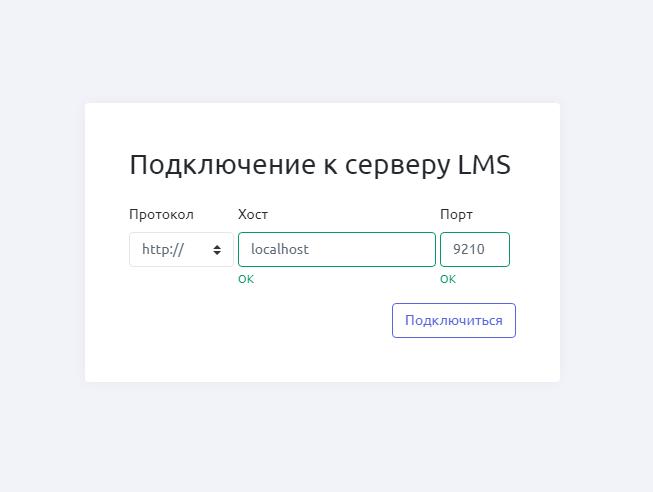 Подключение к серверу LMS
Протокол Хост Порт
http:// localhost 9210
OK OK
Подключиться